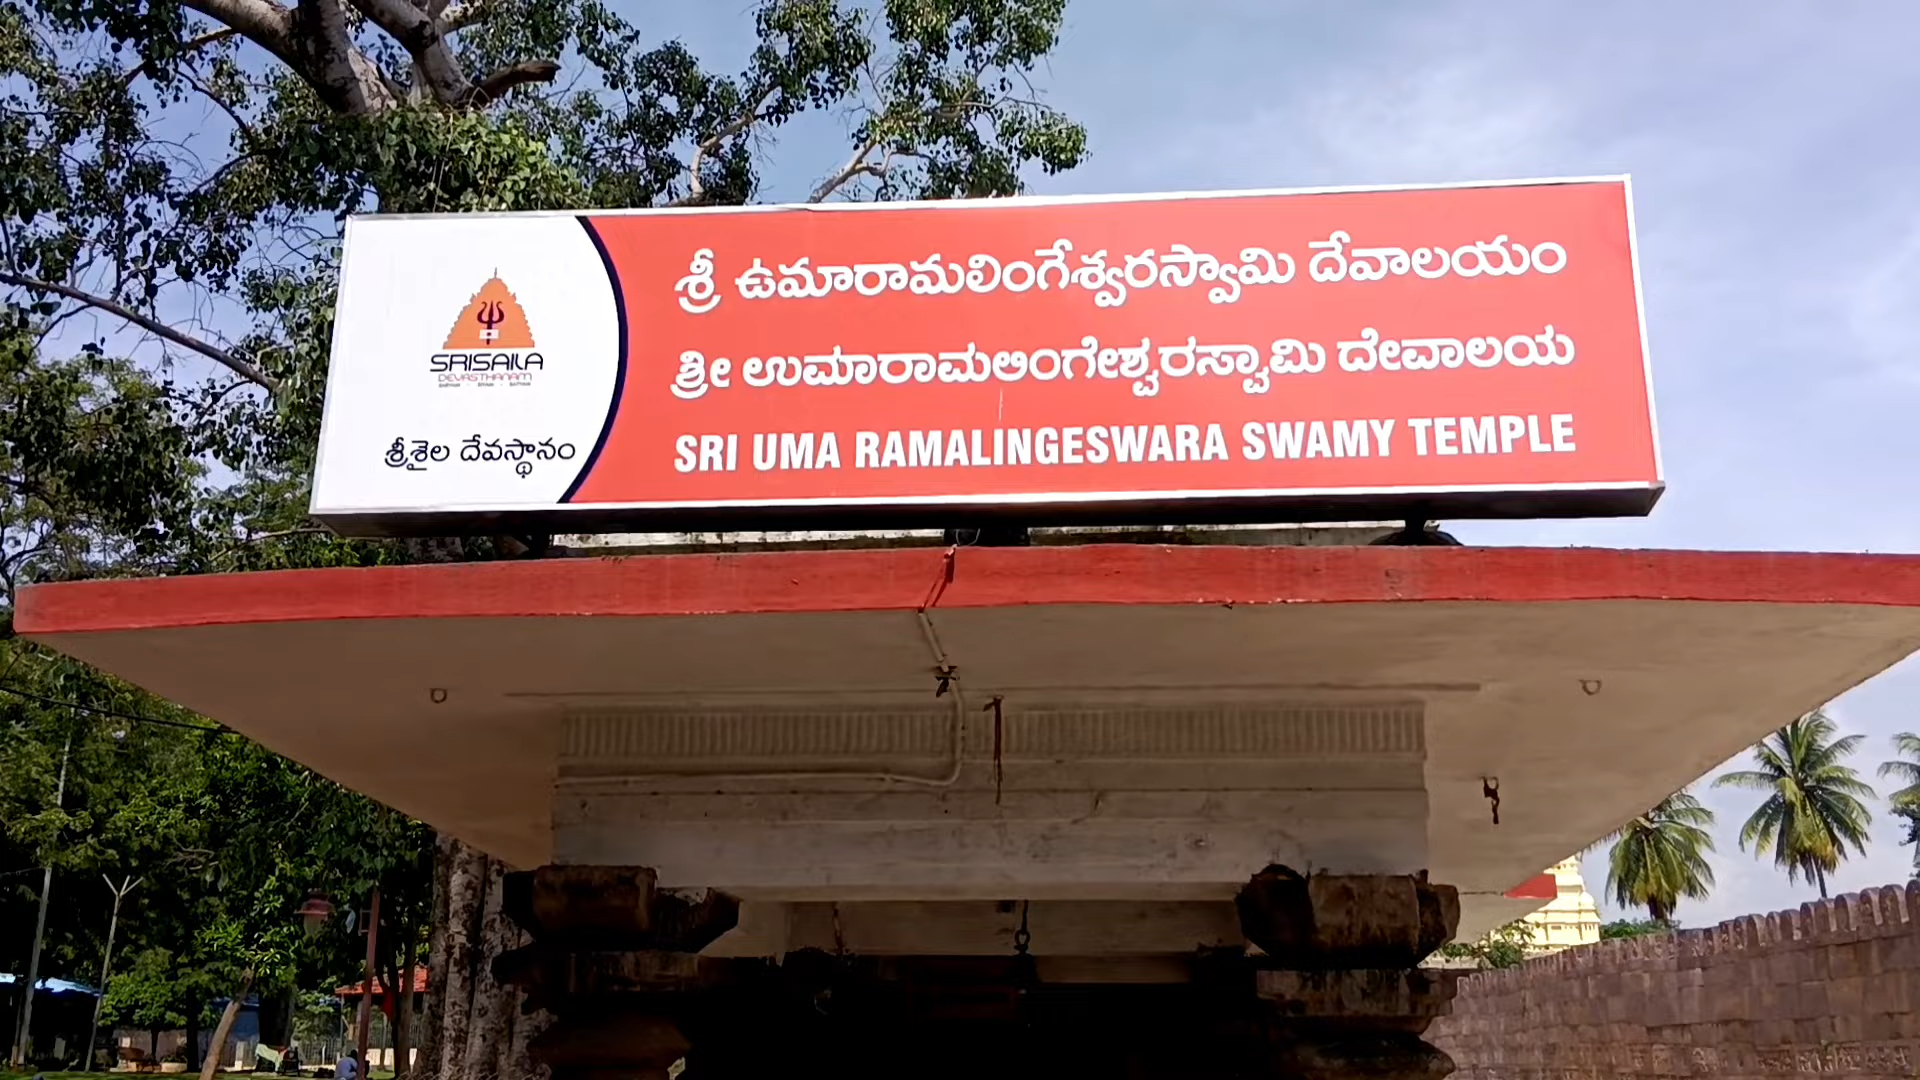 SRISAILA
DEVASTHANAM
శ్రీశైల దేవస్థానం
శ్రీ ఉమారామలింగేశ్వరస్వామి దేవాలయం
ಶ್ರೀ ಉಮಾರಾಮಲಿಂಗೇಶ್ವರಸ್ವಾಮಿ ದೇವಾಲಯ
SRI UMA RAMALINGESWARA SWAMY TEMPLE